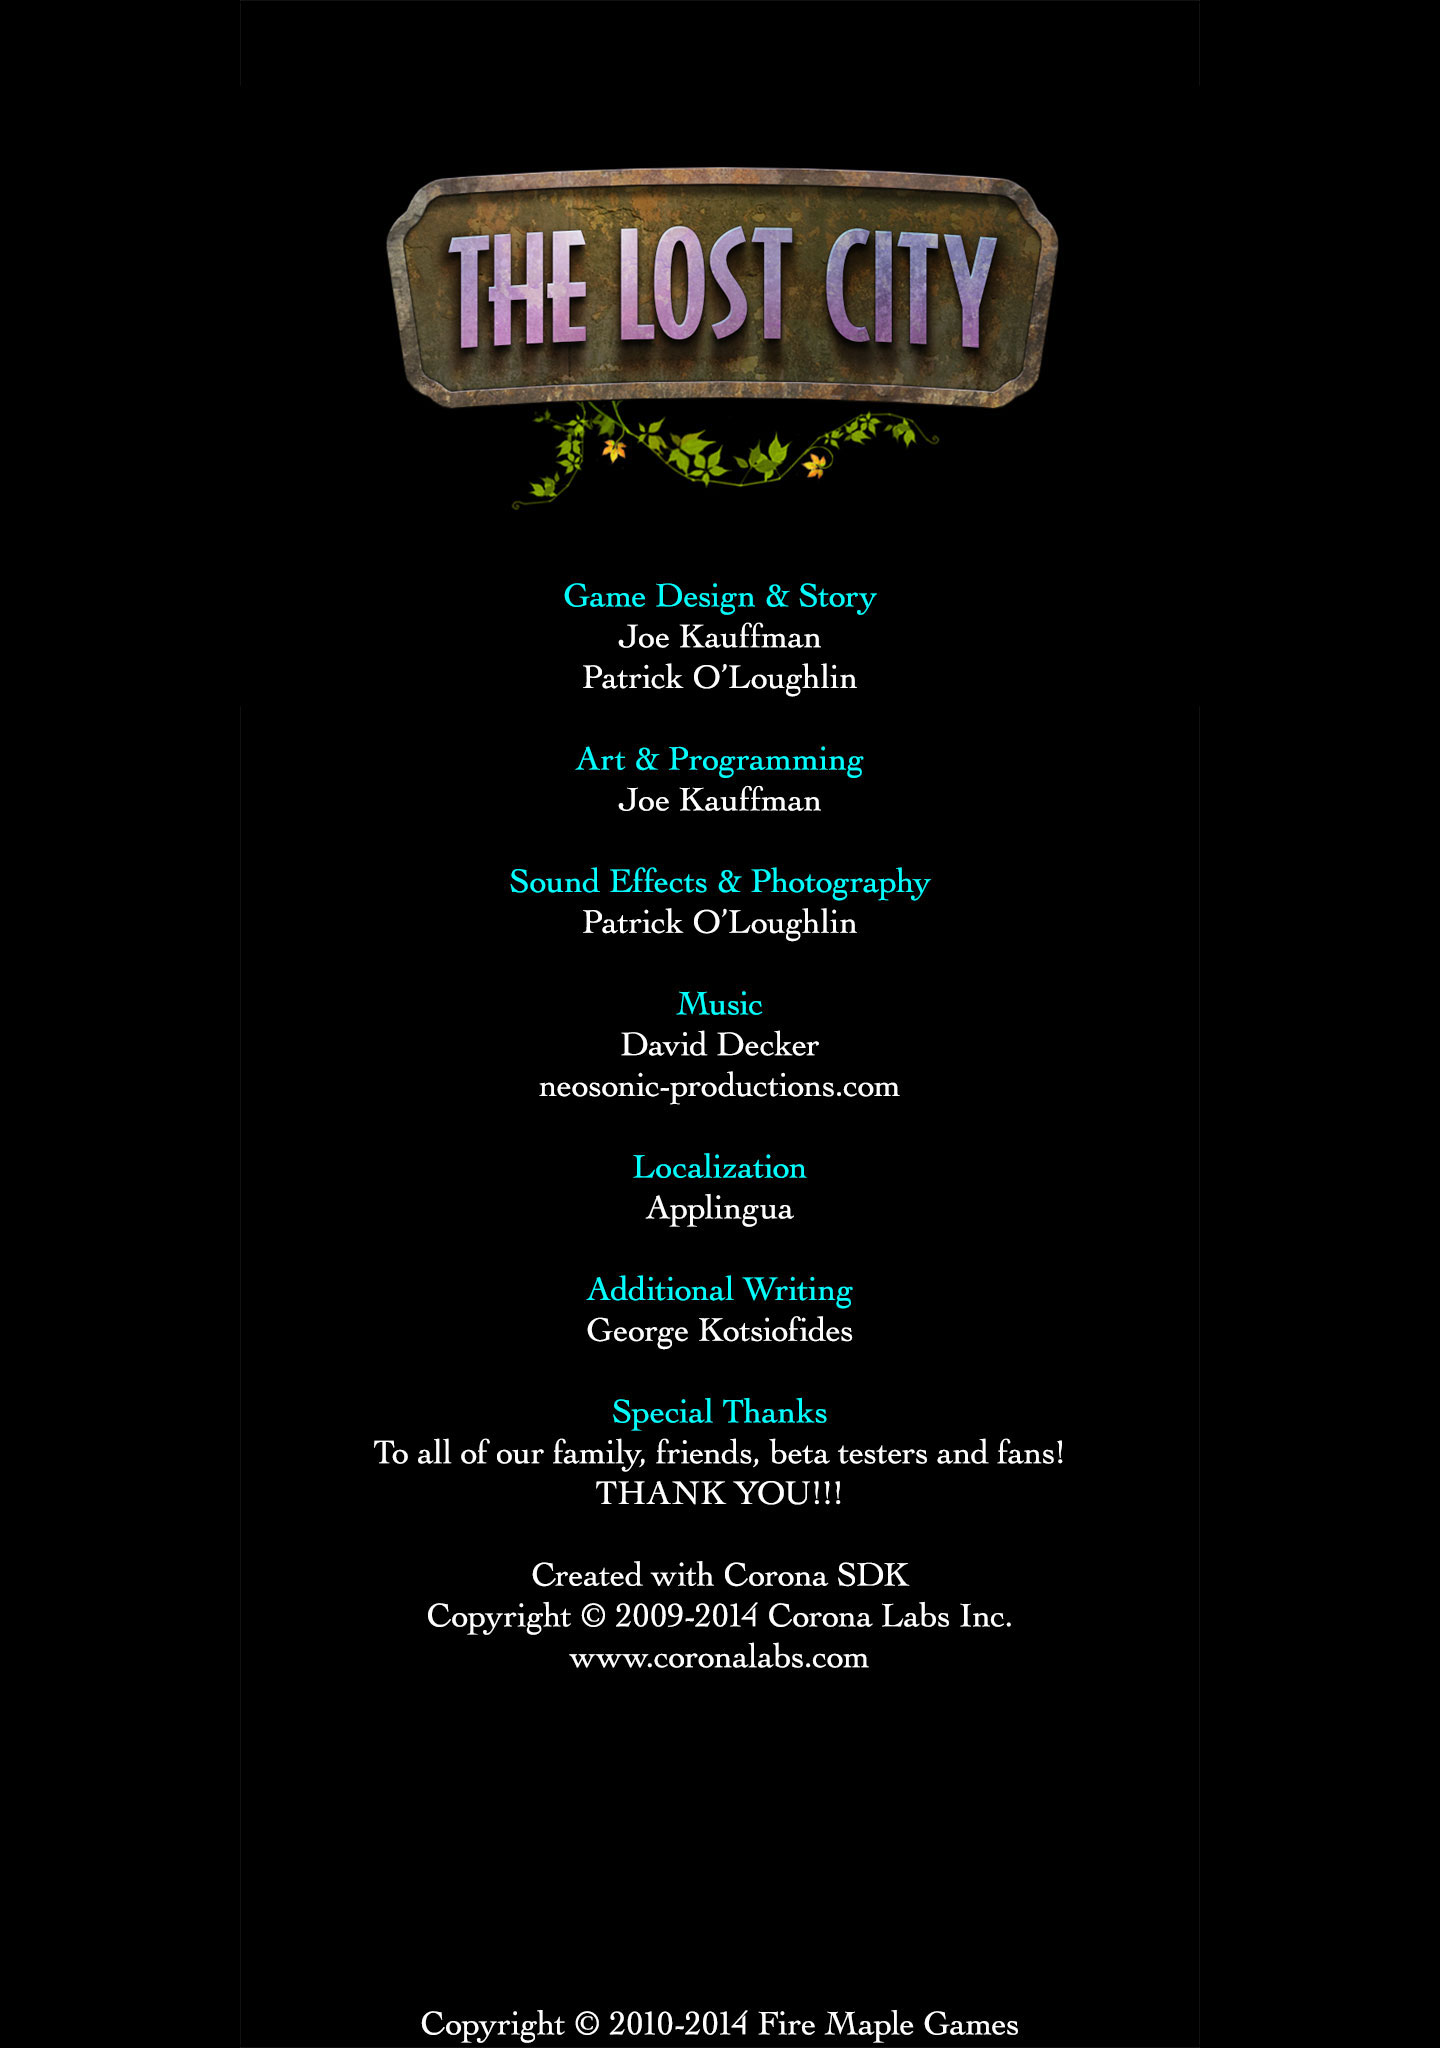 THE LOST CITY
Game Design & Story
Joe Kauffman
Patrick O’Loughlin
Art & Programming
Joe Kauffman
Sound Effects & Photography
Patrick O’Loughlin
Music
David Decker
neosonic-productions.com
Localization
Applingua
Additional Writing
George Kotsiofides
Special Thanks
To all of our family, friends, beta testers and fans!
THANK YOU!!!
Created with Corona SDK
Copyright © 2009-2014 Corona Labs Inc.
www.coronalabs.com
Copyright © 2010-2014 Fire Maple Games